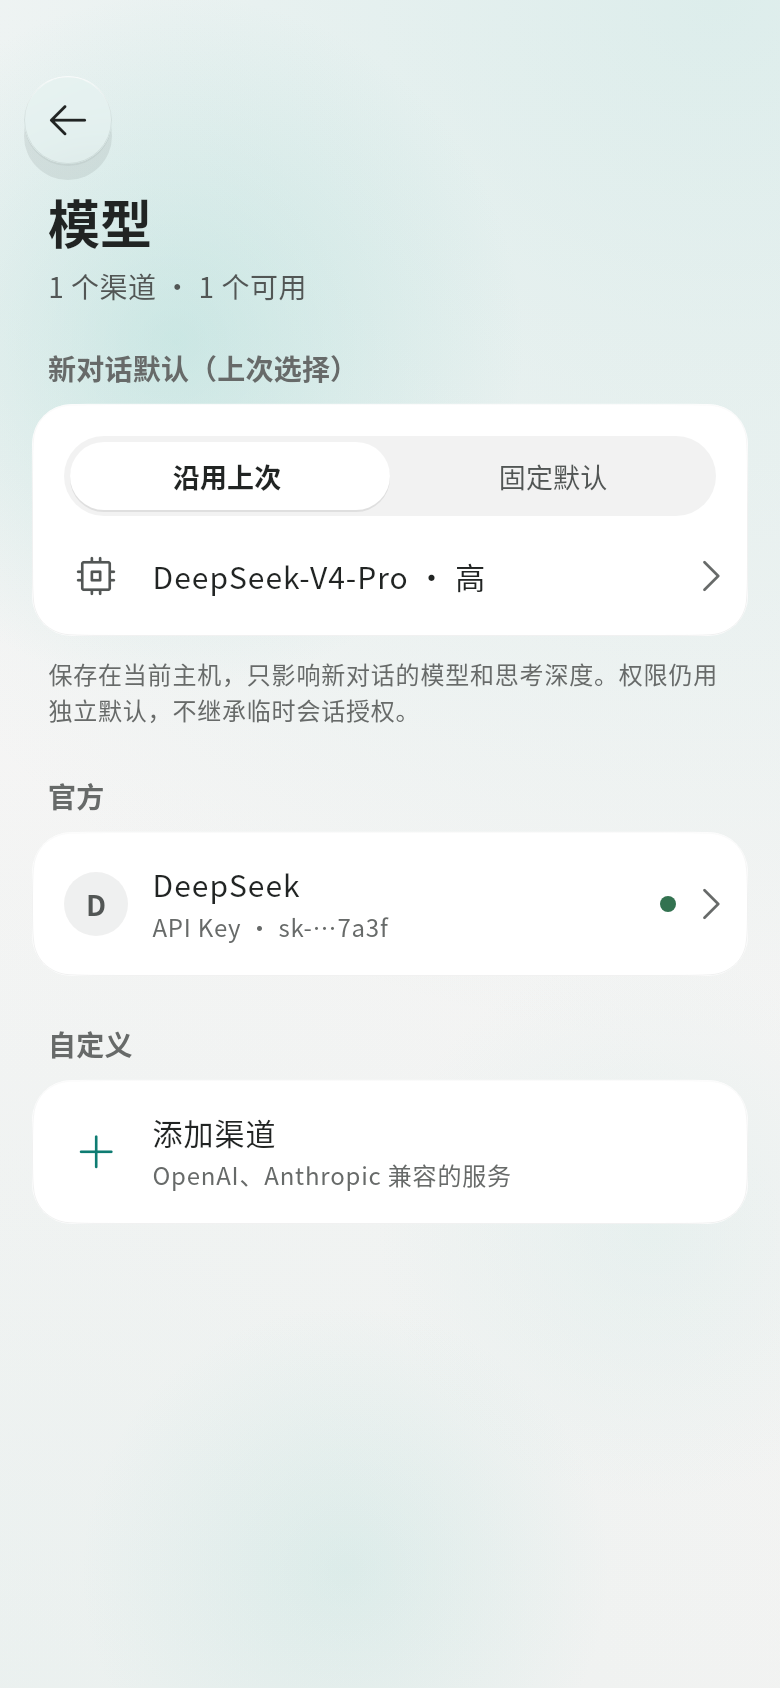 模型
1 个渠道 · 1 个可用
新对话默认（上次选择）
沿用上次
固定默认
DeepSeek-V4-Pro · 高
保存在当前主机，只影响新对话的模型和思考深度。权限仍用
独立默认，不继承临时会话授权。
官方
D
DeepSeek
API Key · sk-…7a3f
自定义
添加渠道
OpenAI、Anthropic 兼容的服务